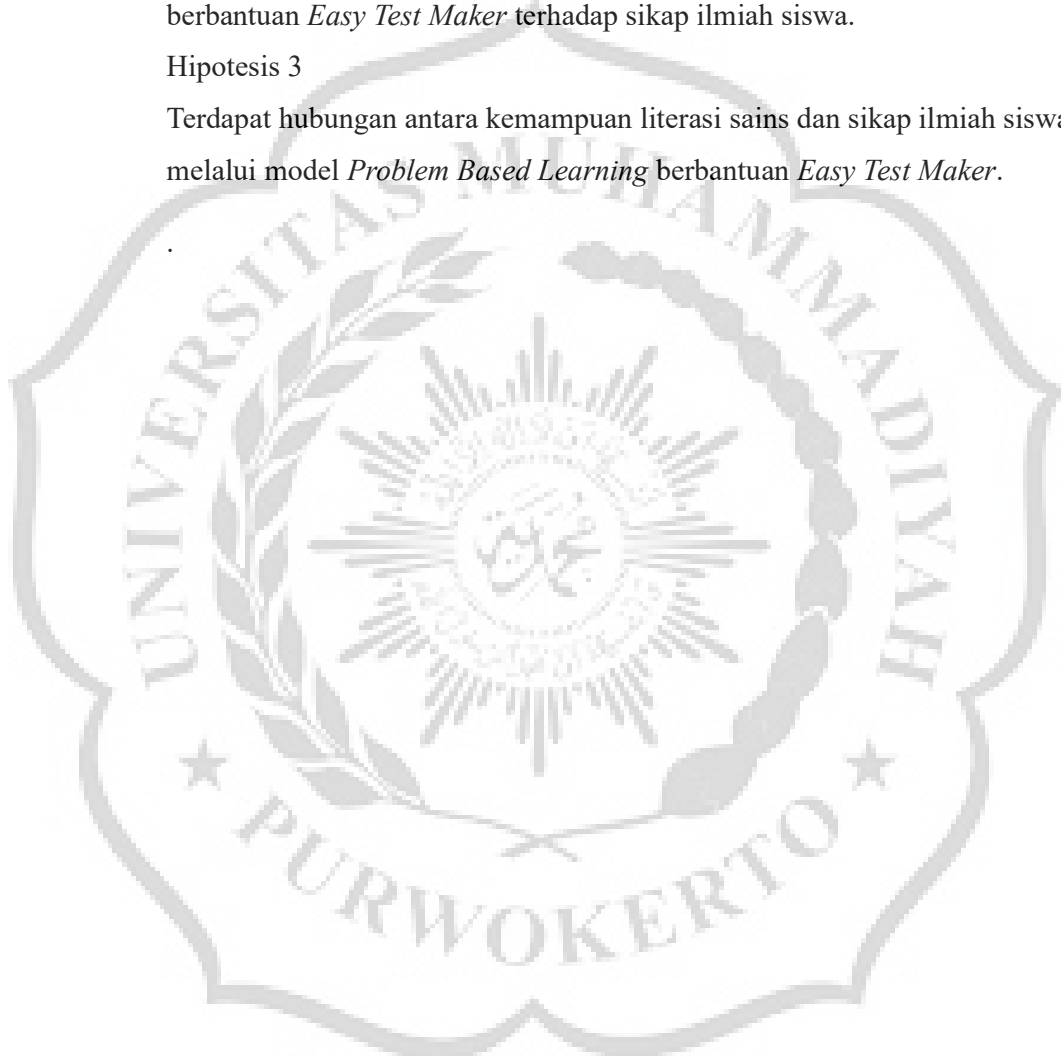 berbantuan Easy Test Maker terhadap sikap ilmiah siswa.
Hipotesis 3
Terdapat hubungan antara kemampuan literasi sains dan sikap ilmiah siswa
melalui model Problem Based Learning berbantuan Easy Test Maker.
.
UNIVERSITAS MUHAMMADIYAH
PURWOKERTO